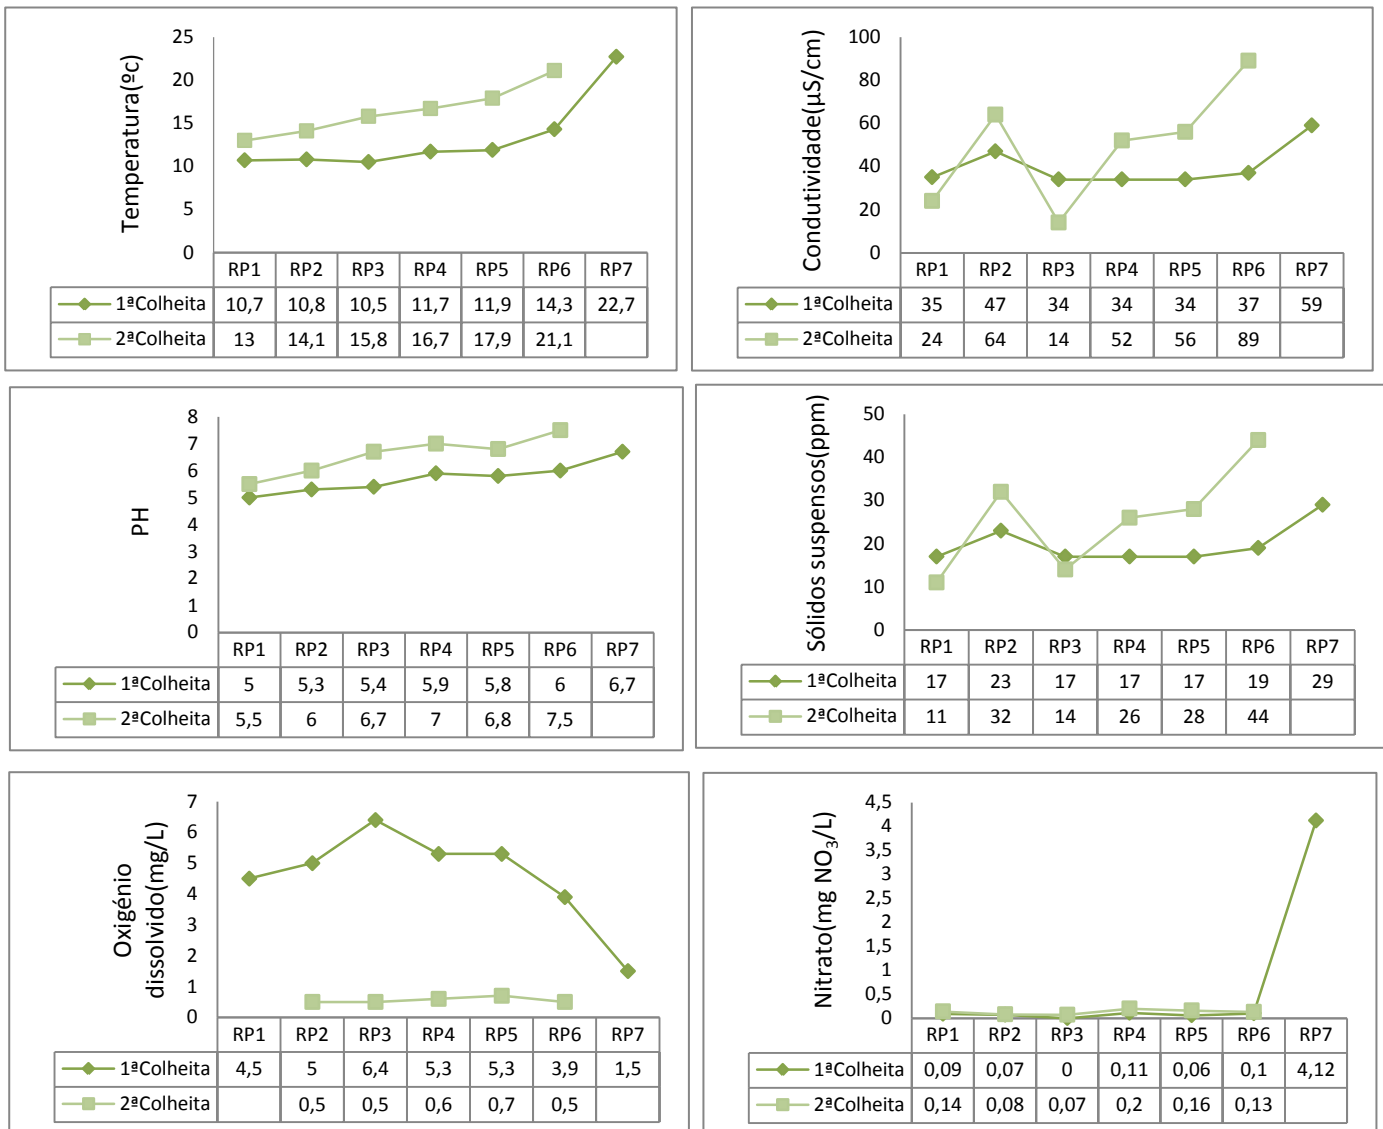 Temperatura(ºc)
25
20
15
10
5
0
RP1 RP2 RP3 RP4 RP5 RP6 RP7
1ªColheita 10,7 10,8 10,5 11,7 11,9 14,3 22,7
2ªColheita 13 14,1 15,8 16,7 17,9 21,1
Condutividade(µS/cm)
100
80
60
40
20
0
RP1 RP2 RP3 RP4 RP5 RP6 RP7
1ªColheita 35 47 34 34 34 37 59
2ªColheita 24 64 14 52 56 89
PH
8
7
6
5
4
3
2
1
0
RP1 RP2 RP3 RP4 RP5 RP6 RP7
1ªColheita 5 5,3 5,4 5,9 5,8 6 6,7
2ªColheita 5,5 6 6,7 7 6,8 7,5
Sólidos suspensos(ppm)
50
40
30
20
10
0
RP1 RP2 RP3 RP4 RP5 RP6 RP7
1ªColheita 17 23 17 17 17 19 29
2ªColheita 11 32 14 26 28 44
Oxigénio
dissolvido(mg/L)
7
6
5
4
3
2
1
0
RP1 RP2 RP3 RP4 RP5 RP6 RP7
1ªColheita 4,5 5 6,4 5,3 5,3 3,9 1,5
2ªColheita 0,5 0,5 0,6 0,7 0,5
Nitrato(mg NO₃/L)
4,5
4
3,5
3
2,5
2
1,5
1
0,5
0
RP1 RP2 RP3 RP4 RP5 RP6 RP7
1ªColheita 0,09 0,07 0 0,11 0,06 0,1 4,12
2ªColheita 0,14 0,08 0,07 0,2 0,16 0,13